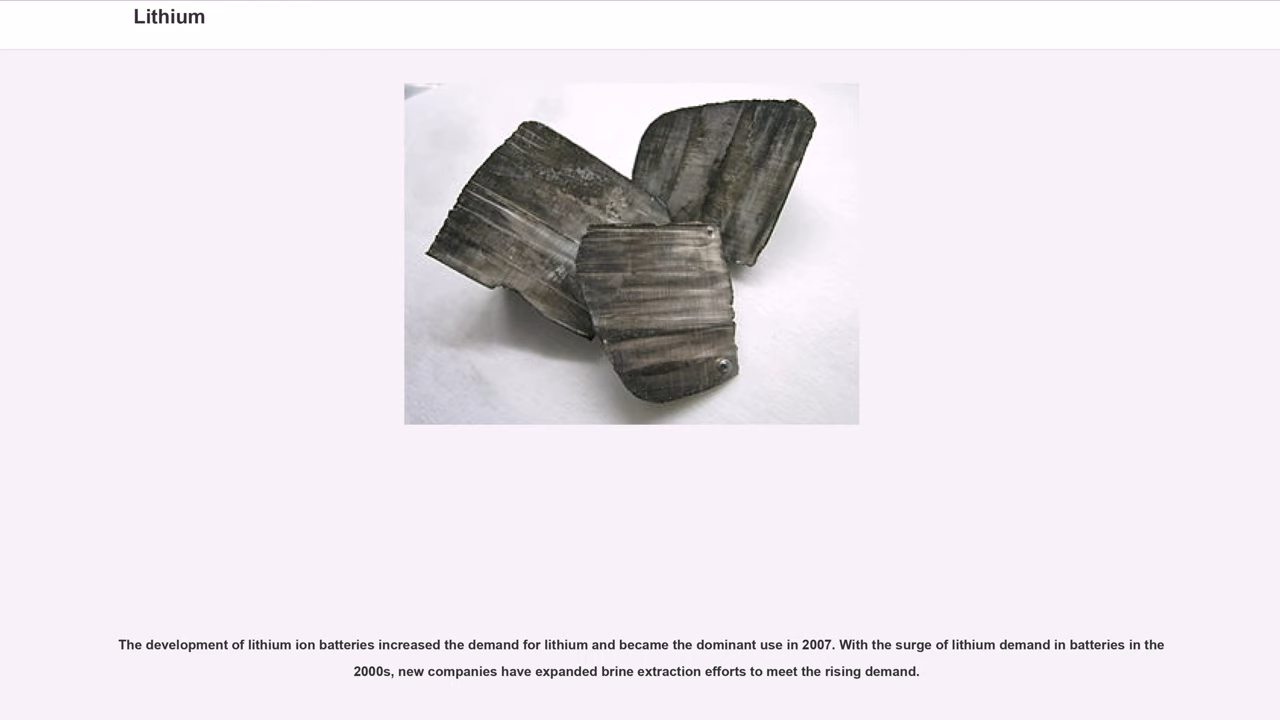 Lithium
The development of lithium ion batteries increased the demand for lithium and became the dominant use in 2007. With the surge of lithium demand in batteries in the
2000s, new companies have expanded brine extraction efforts to meet the rising demand.